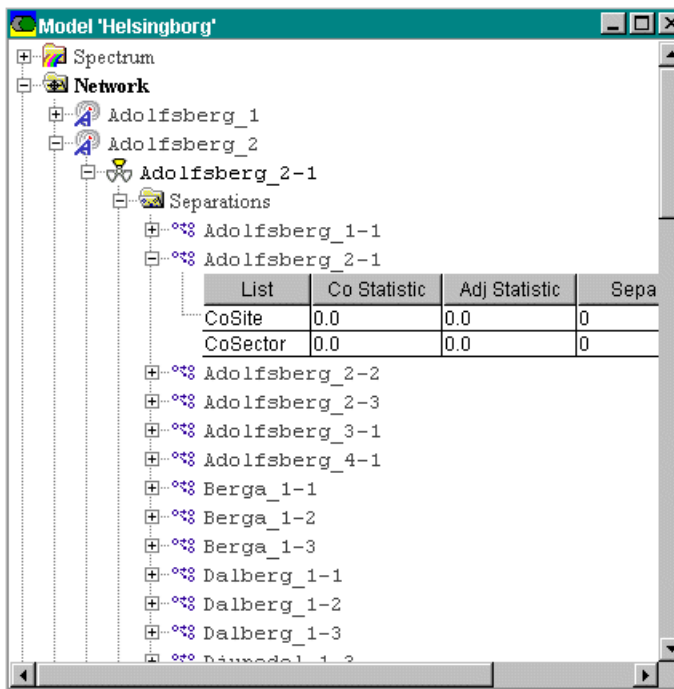 Model 'Helsingborg'
Spectrum
Network
Adolfsberg_1
Adolfsberg_2
Adolfsberg_2-1
Separations
Adolfsberg_1-1
Adolfsberg_2-1
List Co Statistic Adj Statistic Sepa
CoSite 0.0 0.0 0
CoSector 0.0 0.0 0
Adolfsberg_2-2
Adolfsberg_2-3
Adolfsberg_3-1
Adolfsberg_4-1
Berga_1-1
Berga_1-2
Berga_1-3
Dalberg_1-1
Dalberg_1-2
Dalberg_1-3